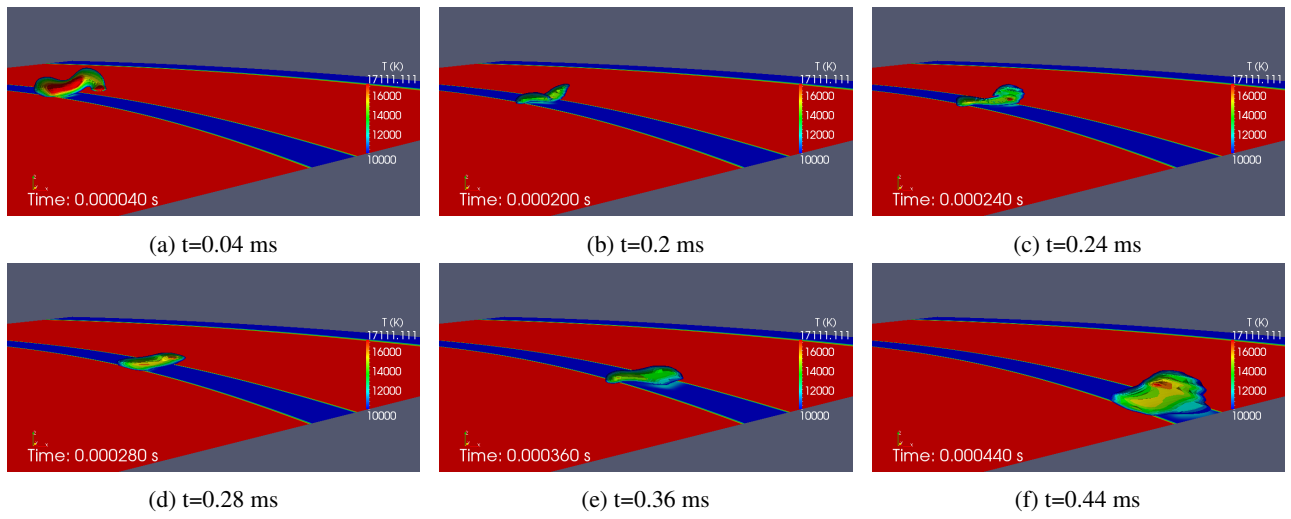 T (K)
17111.111
16000
14000
12000
10000
Time: 0.000040 s
(a) t=0.04 ms
T (K)
17111.111
16000
14000
12000
10000
Time: 0.000200 s
(b) t=0.2 ms
T (K)
17111.111
16000
14000
12000
10000
Time: 0.000240 s
(c) t=0.24 ms
T (K)
17111.111
16000
14000
12000
10000
Time: 0.000280 s
(d) t=0.28 ms
T (K)
17111.111
16000
14000
12000
10000
Time: 0.000360 s
(e) t=0.36 ms
T (K)
17111.111
16000
14000
12000
10000
Time: 0.000440 s
(f) t=0.44 ms